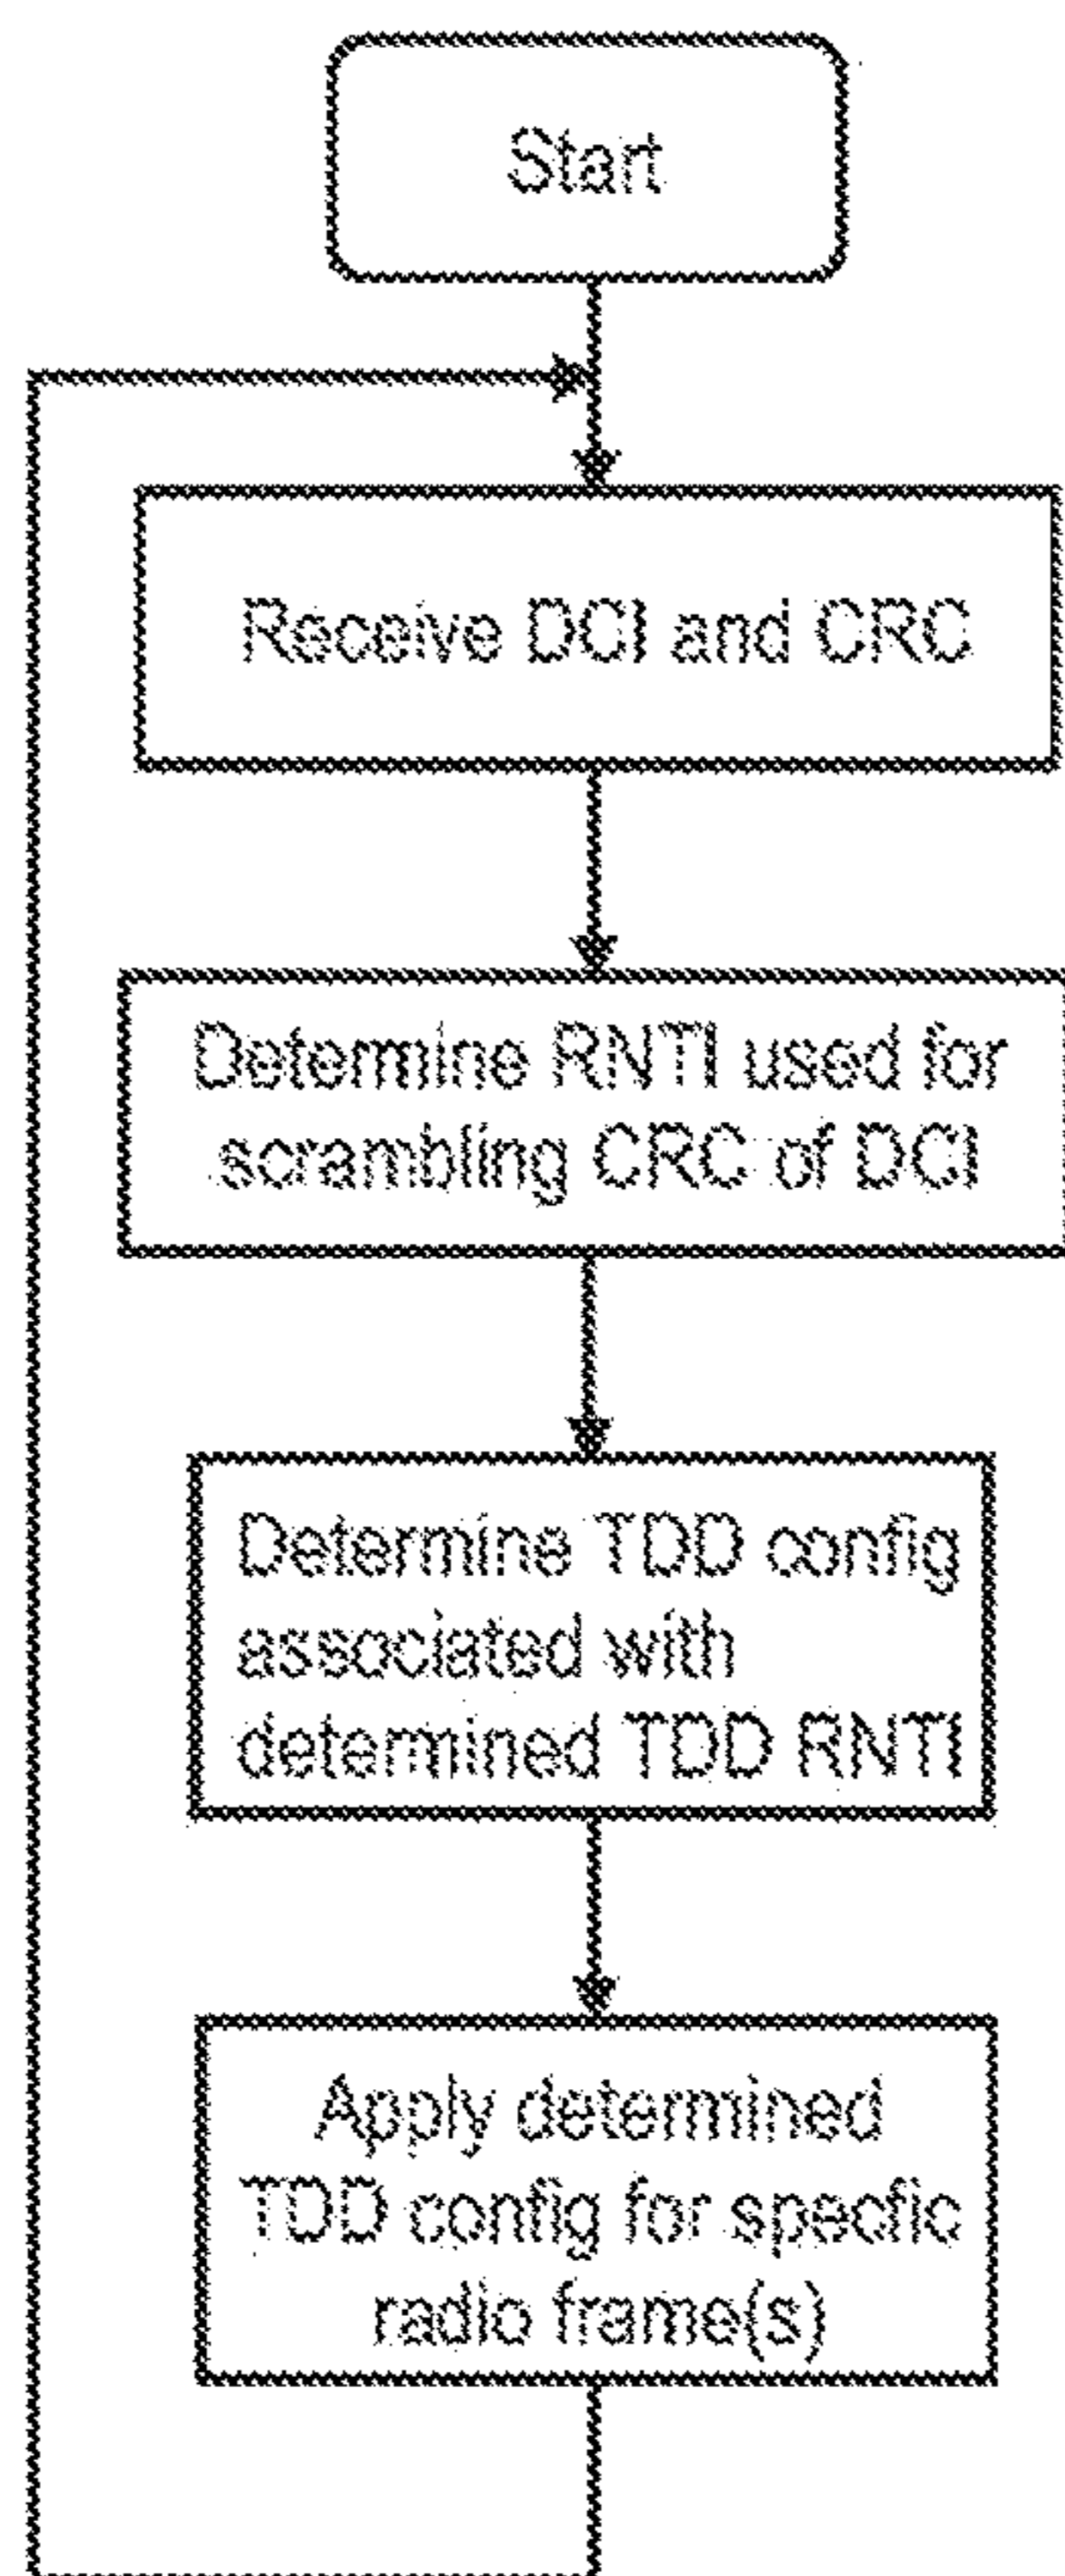 Start
Receive DCI and CRC
Determine RNTI used for
scrambling CRC of DCI
Determine TDD config
associated with
determined TDD RNTI
Apply determined
TDD config for specfic
radio frame(s)